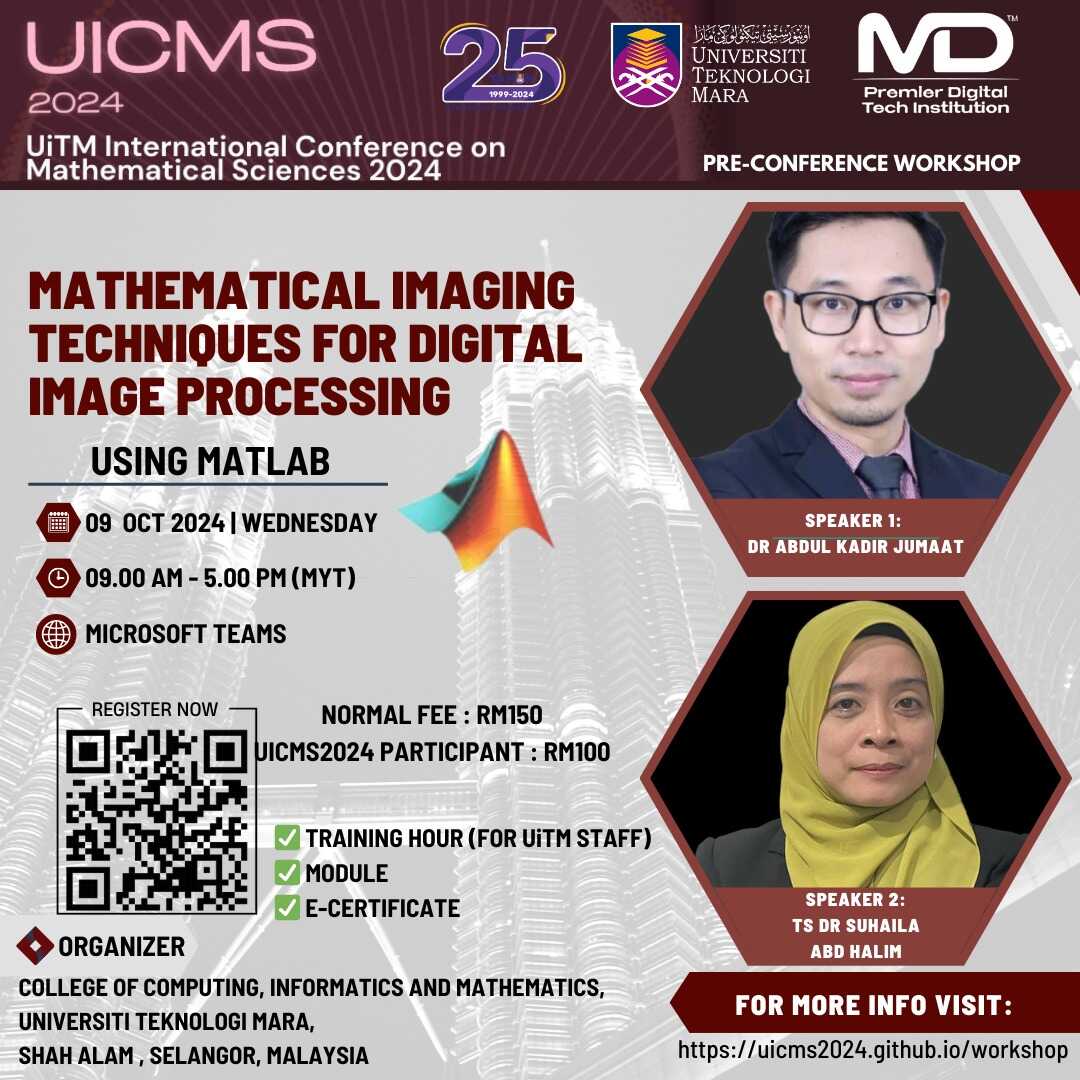 UICMS
2024
UiTM International Conference on
Mathematical Sciences 2024
25
1999-2024
UNIVERSITI
TEKNOLOGI
MARA
MD™
Premier Digital
Tech Institution
PRE-CONFERENCE WORKSHOP
MATHEMATICAL IMAGING
TECHNIQUES FOR DIGITAL
IMAGE PROCESSING
USING MATLAB
09 OCT 2024 | WEDNESDAY
09.00 AM - 5.00 PM (MYT)
MICROSOFT TEAMS
SPEAKER 1:
DR ABDUL KADIR JUMAAT
REGISTER NOW
NORMAL FEE : RM150
UICMS2024 PARTICIPANT : RM100
TRAINING HOUR (FOR UiTM STAFF)
MODULE
E-CERTIFICATE
SPEAKER 2:
TS DR SUHAILA
ABD HALIM
ORGANIZER
COLLEGE OF COMPUTING, INFORMATICS AND MATHEMATICS,
UNIVERSITI TEKNOLOGI MARA,
SHAH ALAM , SELANGOR, MALAYSIA
FOR MORE INFO VISIT:
https://uicms2024.github.io/workshop